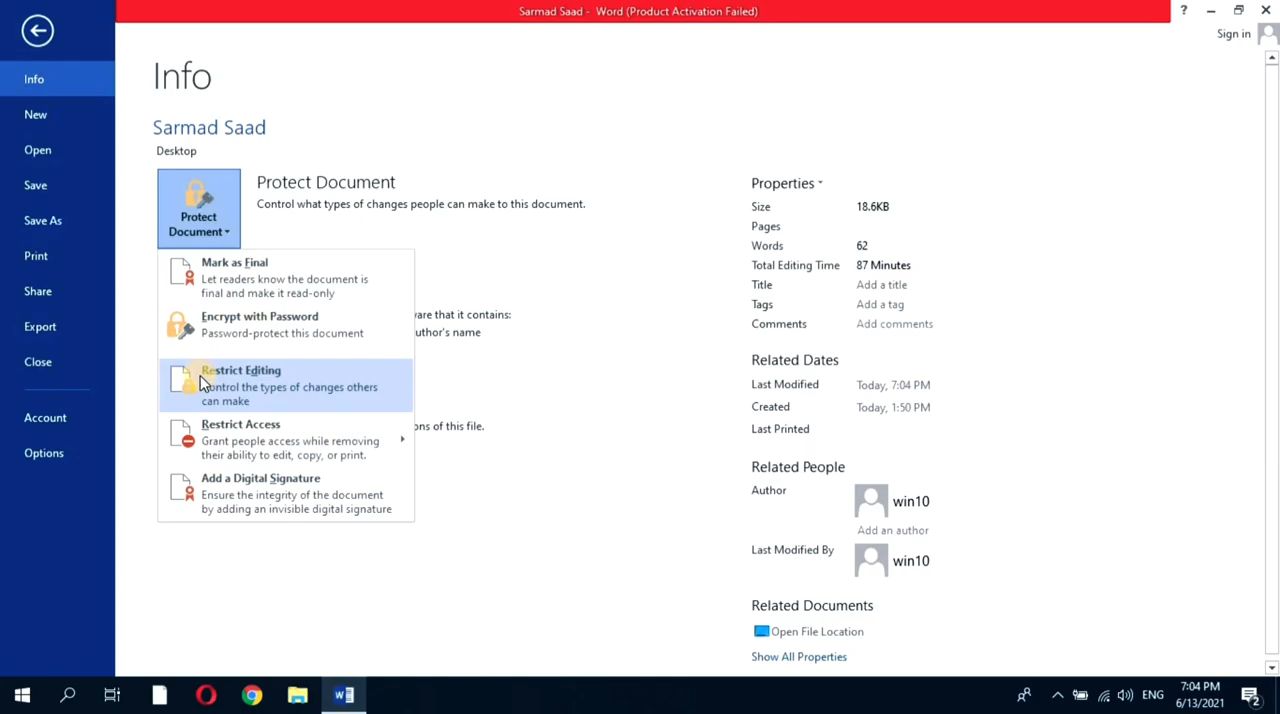 Sarmad Saad - Word (Product Activation Failed)
?
Sign in
Info
New
Open
Save
Save As
Print
Share
Export
Close
Account
Options
Info
Sarmad Saad
Desktop
Protect
Document
Protect Document
Control what types of changes people can make to this document.
Mark as Final
Let readers know the document is
final and make it read-only
Encrypt with Password
Password-protect this document
Restrict Editing
Control the types of changes others
can make
Restrict Access
Grant people access while removing
their ability to edit, copy, or print.
Add a Digital Signature
Ensure the integrity of the document
by adding an invisible digital signature
that it contains:
name
of this file.
Properties
Size 18.6KB
Pages
Words 62
Total Editing Time 87 Minutes
Title Add a title
Tags Add a tag
Comments Add comments
Related Dates
Last Modified Today, 7:04 PM
Created Today, 1:50 PM
Last Printed
Related People
Author win10
Add an author
Last Modified By win10
Related Documents
Open File Location
Show All Properties
ENG
7:04 PM
6/13/2021
2